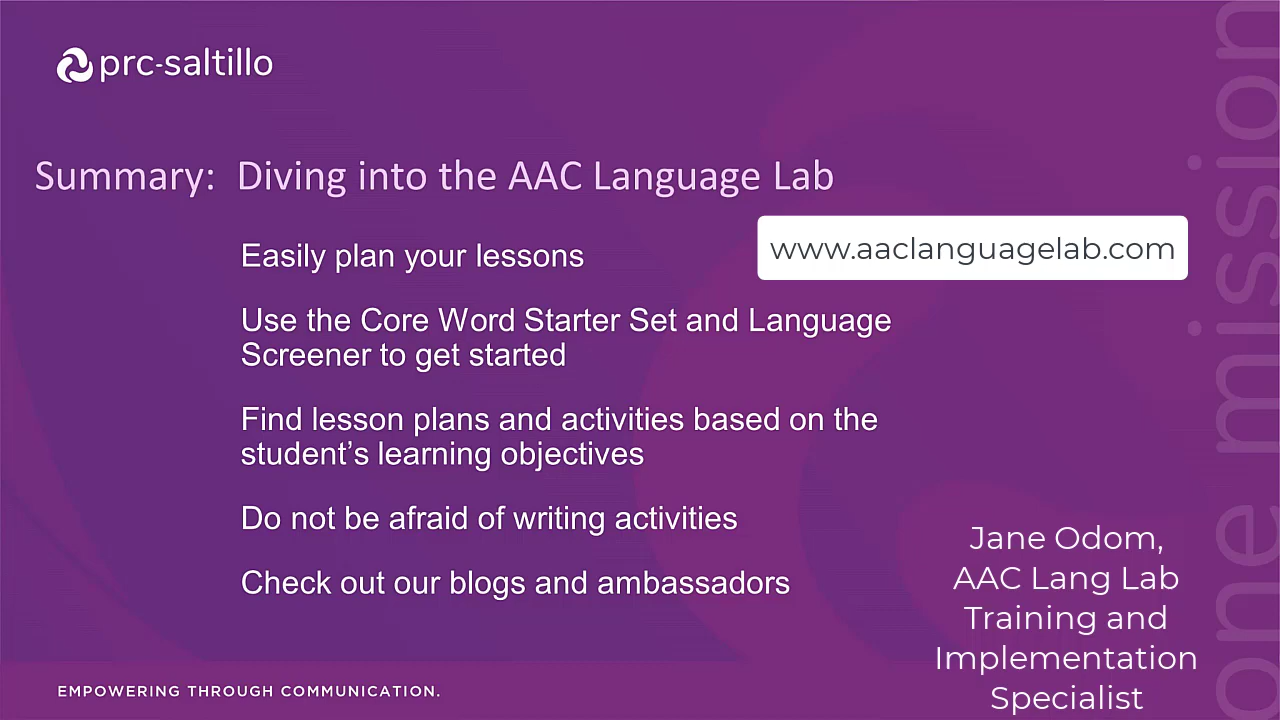 prc-saltillo
Summary:  Diving into the AAC Language Lab
www.aaclanguagelab.com
Easily plan your lessons
Use the Core Word Starter Set and Language
Screener to get started
Find lesson plans and activities based on the
student’s learning objectives
Do not be afraid of writing activities
Check out our blogs and ambassadors
Jane Odom,
AAC Lang Lab
Training and
Implementation
Specialist
EMPOWERING THROUGH COMMUNICATION.
one mission